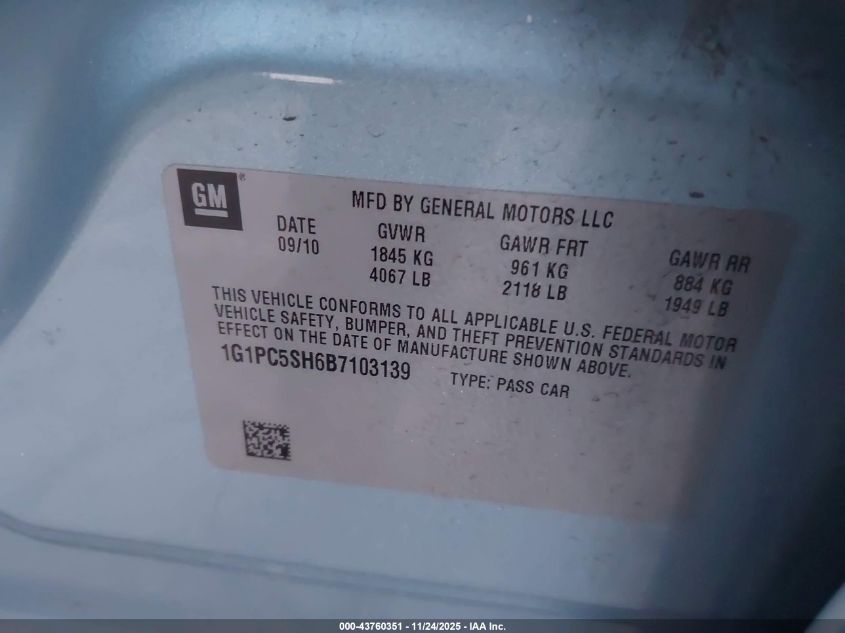 GM®
MFD BY GENERAL MOTORS LLC
DATE GVWR GAWR FRT GAWR RR
09/10 1845 KG 961 KG 884 KG
4067 LB 2118 LB 1949 LB
THIS VEHICLE CONFORMS TO ALL APPLICABLE U.S. FEDERAL MOTOR
VEHICLE SAFETY, BUMPER, AND THEFT PREVENTION STANDARDS IN
EFFECT ON THE DATE OF MANUFACTURE SHOWN ABOVE.
1G1PC5SH6B7103139 TYPE: PASS CAR
000-43760351 - 11/24/2025 - IAA Inc.